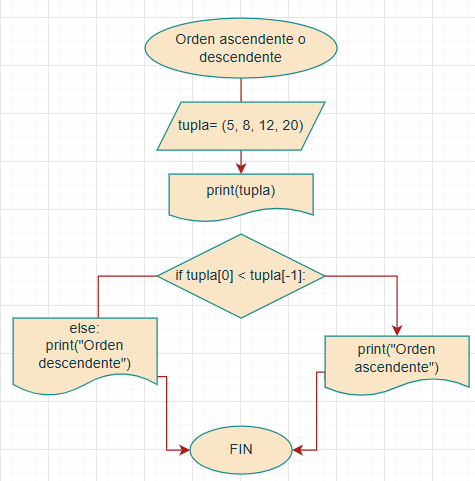 Orden ascendente o
descendente
tupla= (5, 8, 12, 20)
print(tupla)
if tupla[0] < tupla[-1]:
else:
print("Orden
descendente")
print("Orden
ascendente")
FIN